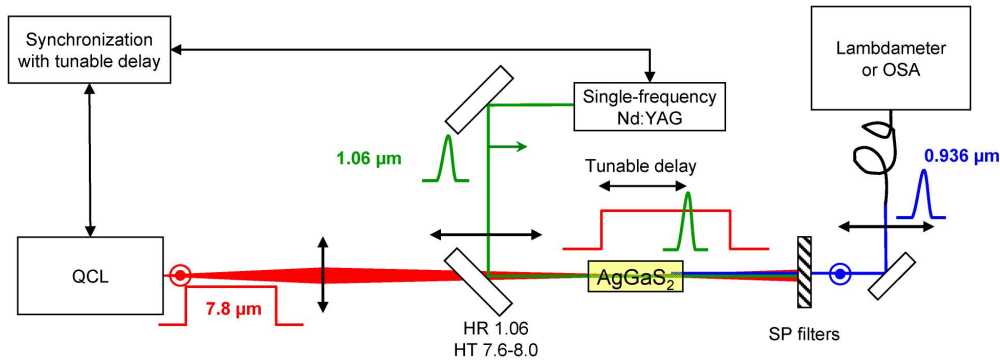 Synchronization
with tunable delay
Lambdameter
or OSA
Single-frequency
Nd:YAG
1.06 µm
Tunable delay
0.936 µm
QCL
AgGaS₂
7.8 µm
HR 1.06
HT 7.6-8.0
SP filters